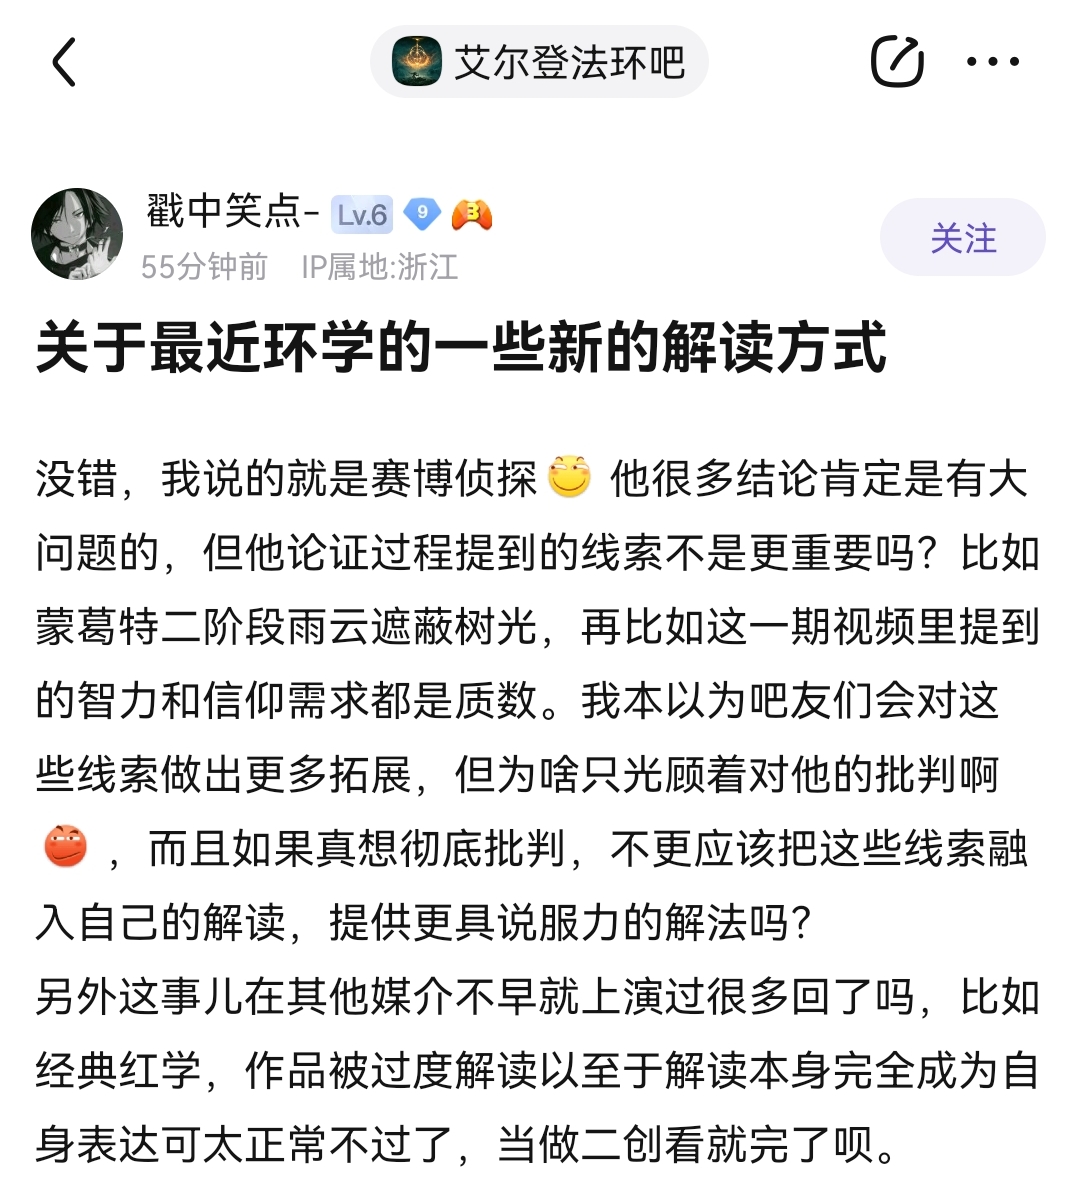 艾尔登法环吧
戳中笑点-
Lv.6
9
3
55分钟前 IP属地:浙江
关注
关于最近环学的一些新的解读方式
没错，我说的就是赛博侦探 他很多结论肯定是有大
问题的，但他论证过程提到的线索不是更重要吗？比如
蒙葛特二阶段雨云遮蔽树光，再比如这一期视频里提到
的智力和信仰需求都是质数。我本以为吧友们会对这
些线索做出更多拓展，但为啥只光顾着对他的批判啊
，而且如果真想彻底批判，不更应该把这些线索融
入自己的解读，提供更具说服力的解法吗？
另外这事儿在其他媒介不早就上演过很多回了吗，比如
经典红学，作品被过度解读以至于解读本身完全成为自
身表达可太正常不过了，当做二创看就完了呗。